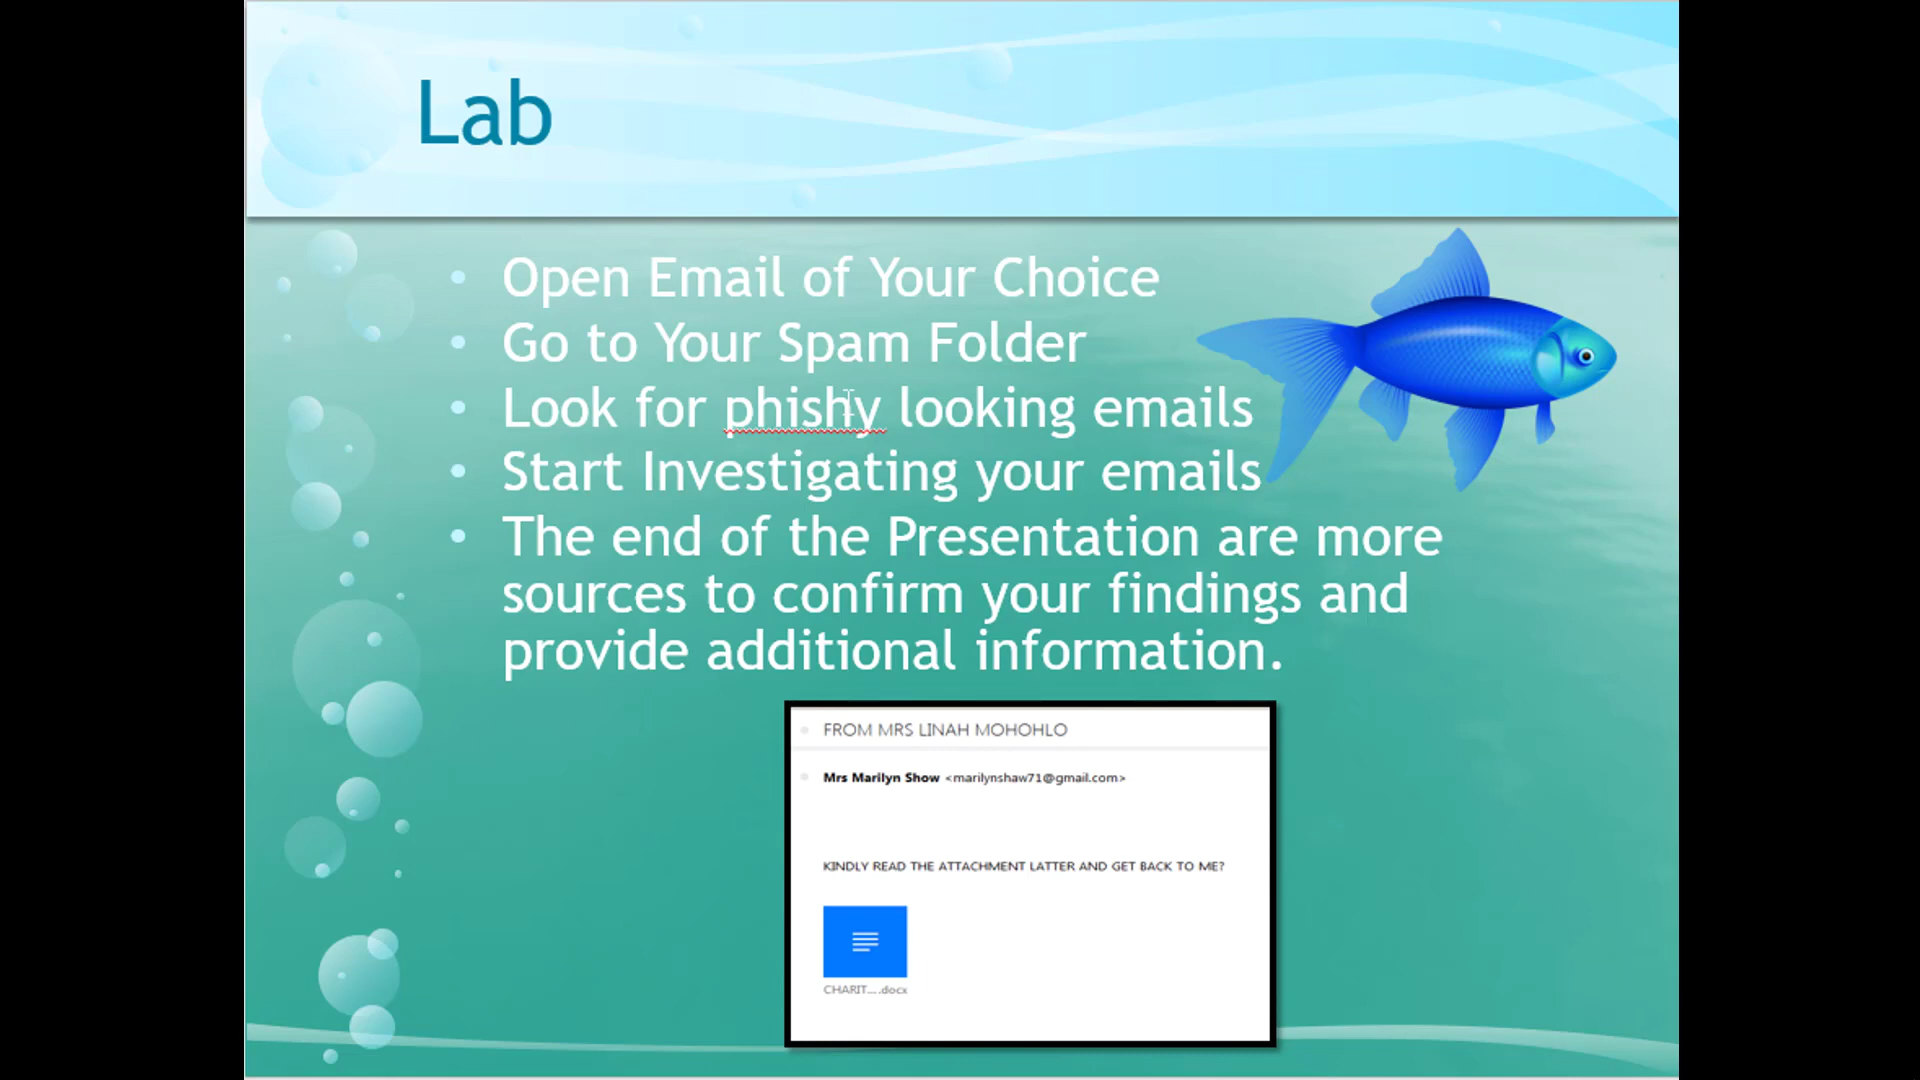 Lab
• Open Email of Your Choice
• Go to Your Spam Folder
• Look for phishy looking emails
• Start Investigating your emails
• The end of the Presentation are more
sources to confirm your findings and
provide additional information.
FROM MRS LINAH MOHOHLO
Mrs Marilyn Show <marilynshaw71@gmail.com>
KINDLY READ THE ATTACHMENT LATTER AND GET BACK TO ME?
CHARIT....docx